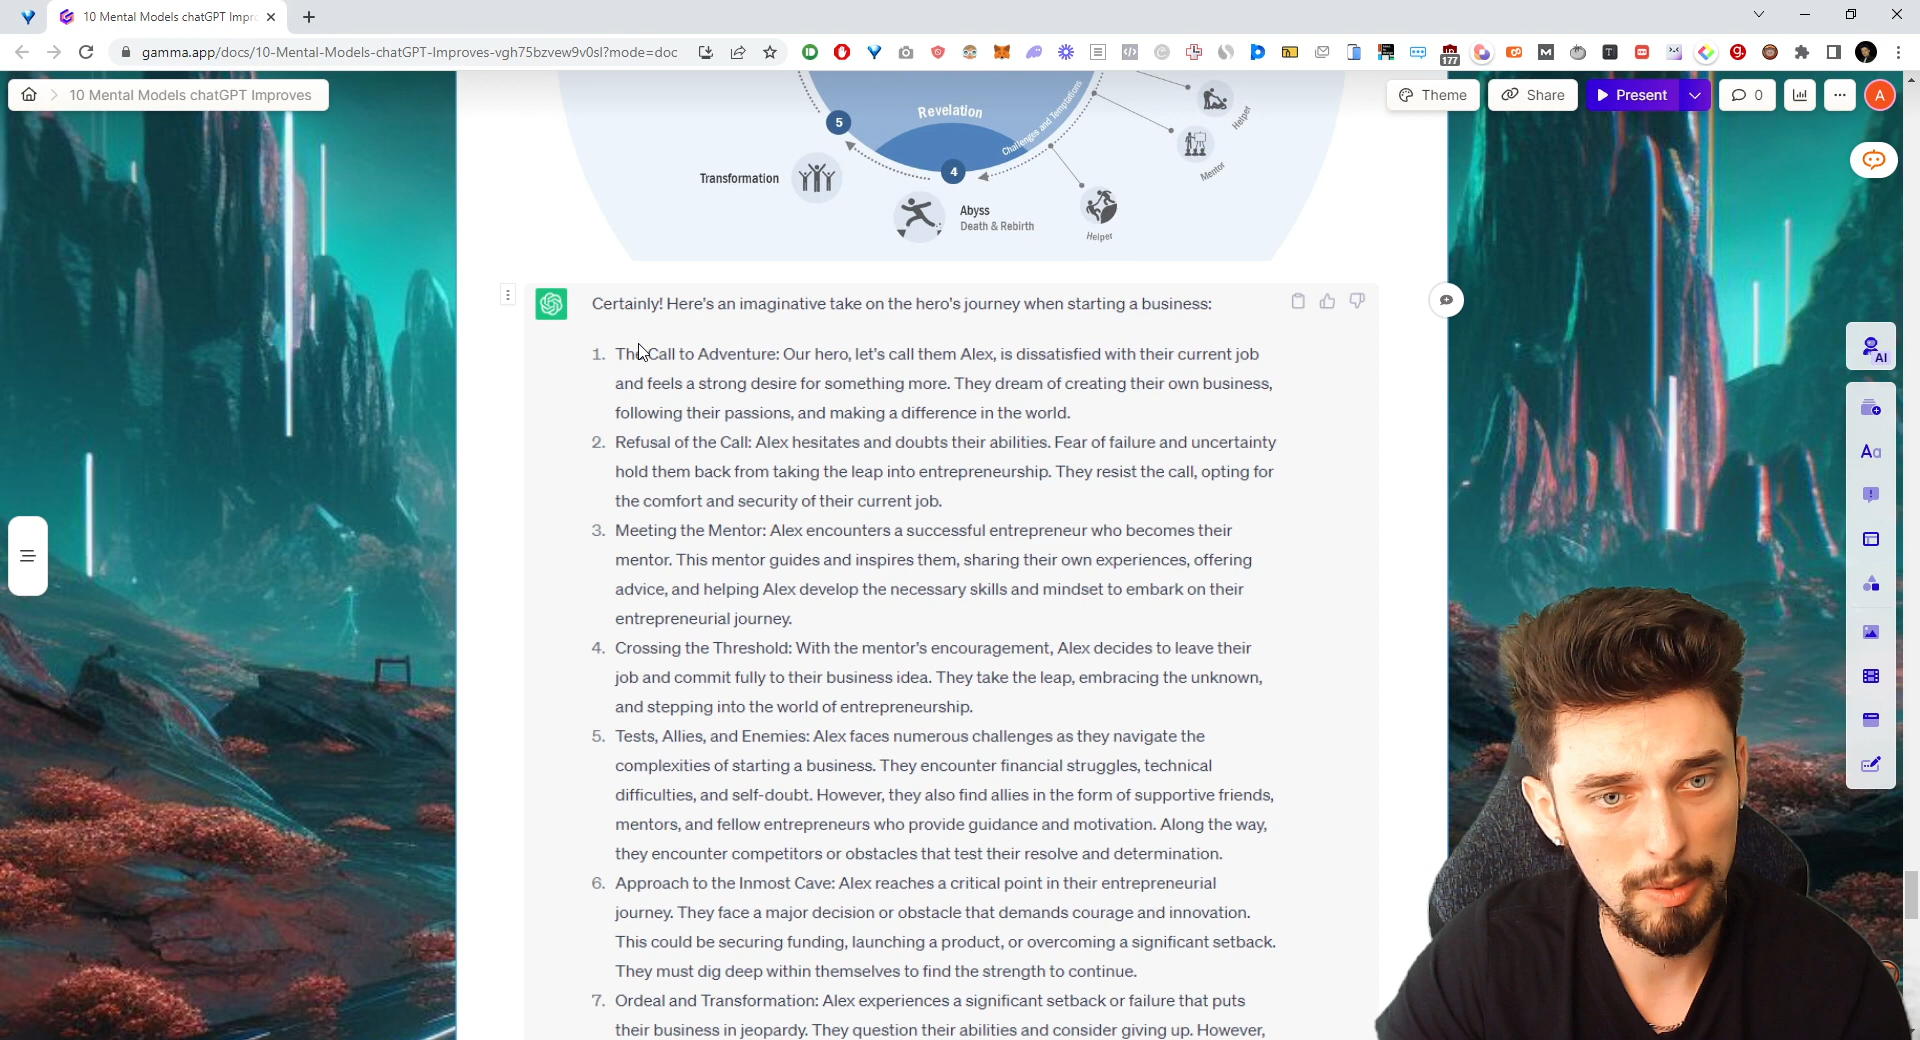 10 Mental Models chatGPT Impr
gamma.app/docs/10-Mental-Models-chatGPT-Improves-vgh75bzvew9v0sl?mode=doc
177
10 Mental Models chatGPT Improves
Theme
Share
Present
0
A
Revelation
Challenges and Temptations
Helper
5
4
Mentor
Transformation
Abyss
Death & Rebirth
Helper
Certainly! Here's an imaginative take on the hero's journey when starting a business:
1. The Call to Adventure: Our hero, let's call them Alex, is dissatisfied with their current job
and feels a strong desire for something more. They dream of creating their own business,
following their passions, and making a difference in the world.
2. Refusal of the Call: Alex hesitates and doubts their abilities. Fear of failure and uncertainty
hold them back from taking the leap into entrepreneurship. They resist the call, opting for
the comfort and security of their current job.
3. Meeting the Mentor: Alex encounters a successful entrepreneur who becomes their
mentor. This mentor guides and inspires them, sharing their own experiences, offering
advice, and helping Alex develop the necessary skills and mindset to embark on their
entrepreneurial journey.
4. Crossing the Threshold: With the mentor's encouragement, Alex decides to leave their
job and commit fully to their business idea. They take the leap, embracing the unknown,
and stepping into the world of entrepreneurship.
5. Tests, Allies, and Enemies: Alex faces numerous challenges as they navigate the
complexities of starting a business. They encounter financial struggles, technical
difficulties, and self-doubt. However, they also find allies in the form of supportive friends,
mentors, and fellow entrepreneurs who provide guidance and motivation. Along the way,
they encounter competitors or obstacles that test their resolve and determination.
6. Approach to the Inmost Cave: Alex reaches a critical point in their entrepreneurial
journey. They face a major decision or obstacle that demands courage and innovation.
This could be securing funding, launching a product, or overcoming a significant setback.
They must dig deep within themselves to find the strength to continue.
7. Ordeal and Transformation: Alex experiences a significant setback or failure that puts
their business in jeopardy. They question their abilities and consider giving up. However,
AI
Aa